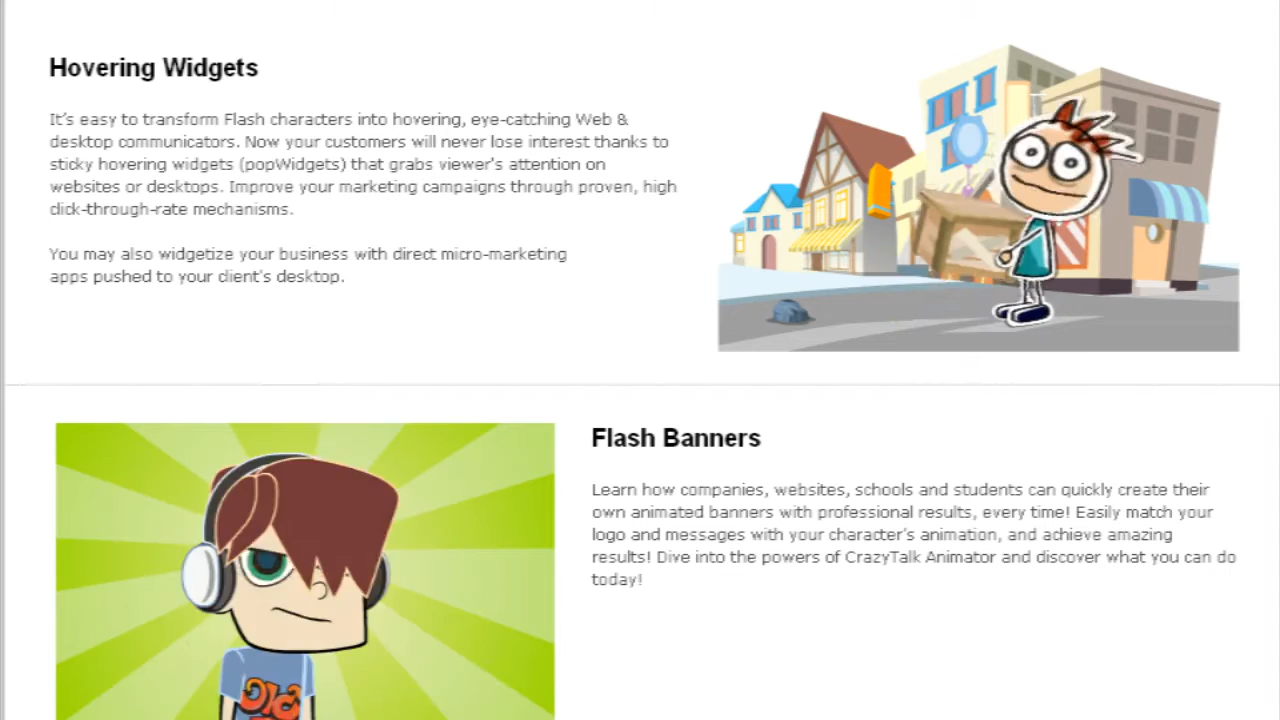 Hovering Widgets
It's easy to transform Flash characters into hovering, eye-catching Web &
desktop communicators. Now your customers will never lose interest thanks to
sticky hovering widgets (popWidgets) that grabs viewer's attention on
websites or desktops. Improve your marketing campaigns through proven, high
click-through-rate mechanisms.
You may also widgetize your business with direct micro-marketing
apps pushed to your client's desktop.
Flash Banners
Learn how companies, websites, schools and students can quickly create their
own animated banners with professional results, every time! Easily match your
logo and messages with your character's animation, and achieve amazing
results! Dive into the powers of CrazyTalk Animator and discover what you can do
today!